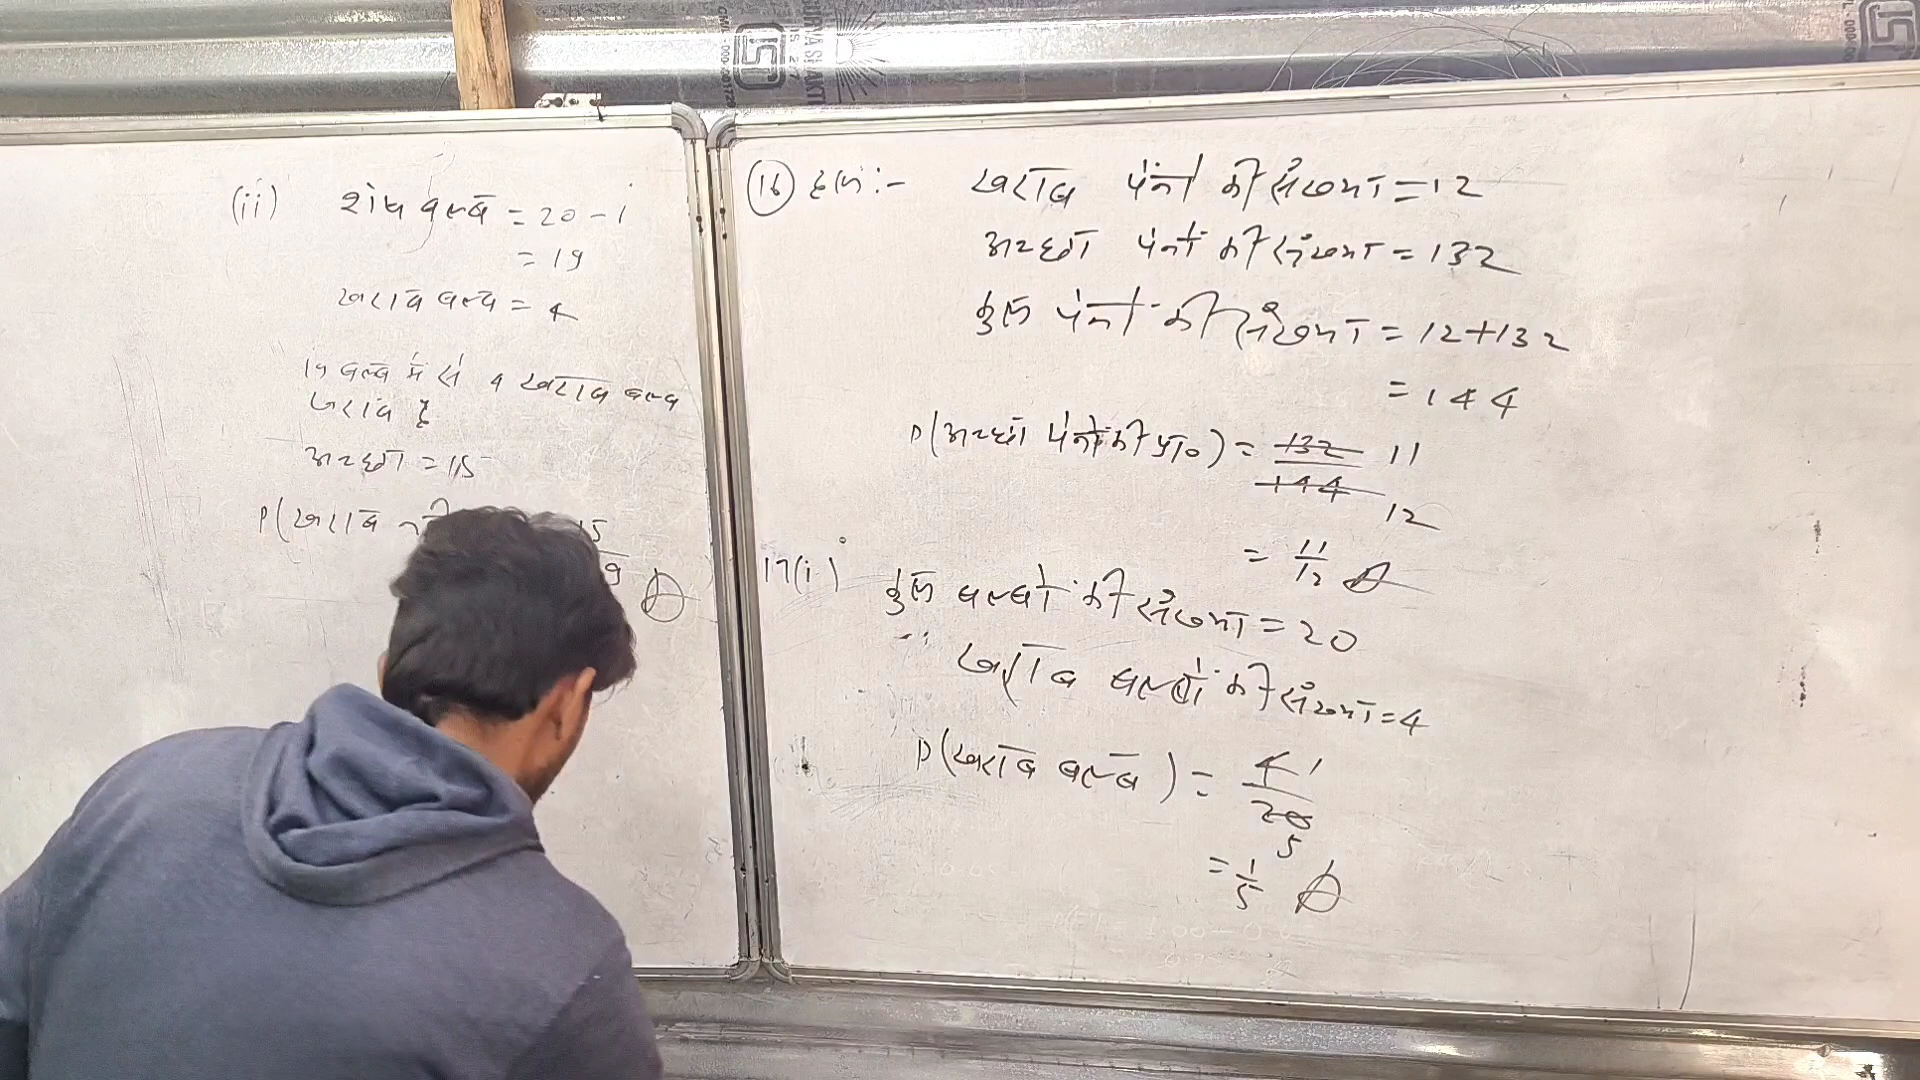 (ii) शेष बल्ब = 20 - 1
= 19
खराब बल्ब = 4
19 बल्ब में से 4 खराब बल्ब
खराब है
अच्छा = 15
P(खराब
15
9
(16) हल :- खराब पेनों की संख्या = 12
अच्छा पेनों की संख्या = 132
कुल पेनों की संख्या = 12+132
= 144
P(अच्छा पेनों की प्रा०) = 132/144 11/12
= 11/12
17(i) कुल बल्बों की संख्या = 20
खराब बल्बों की संख्या = 4
P(खराब बल्ब) = 4/20 1/5
= 1/5